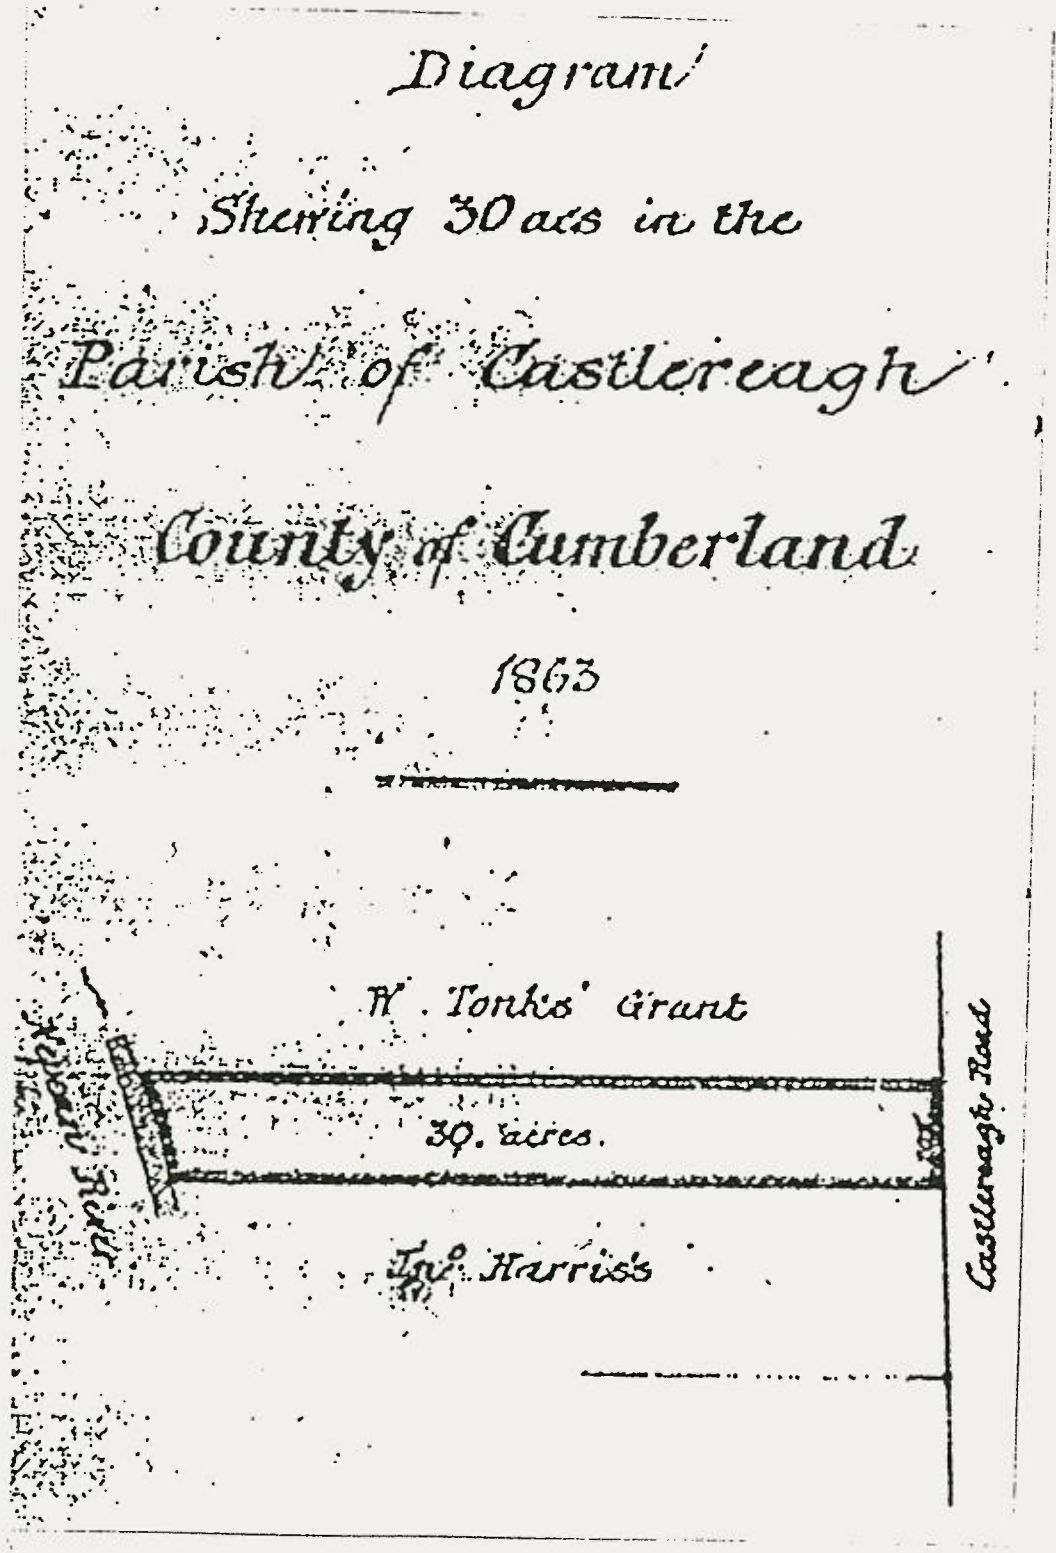 Diagram
Shewing 30 acs in the
Parish of Castlereagh
County of Cumberland
1863
W. Tonks' Grant
Nepean River
30. acres.
Castlereagh Road
Jnº Harris's